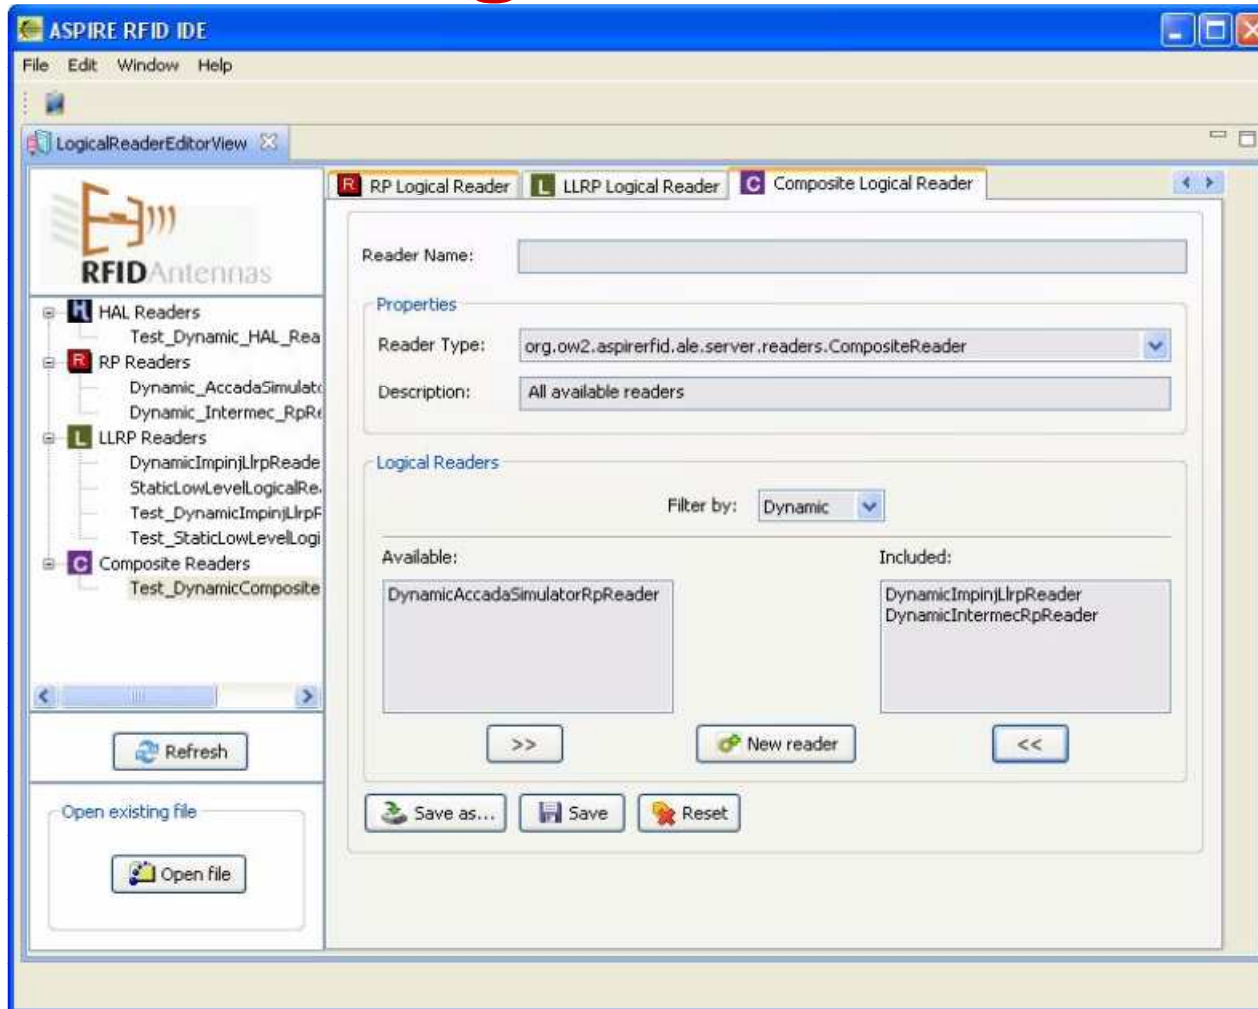 ASPIRE RFID IDE
File Edit Window Help
LogicalReaderEditorView
RP Logical Reader LLRP Logical Reader Composite Logical Reader
RFIDAntennas
HAL Readers
Test_Dynamic_HAL_Rea
RP Readers
Dynamic_AccadaSimulato
Dynamic_Intermec_RpRe
LLRP Readers
DynamicImpinjLlrpReade
StaticLowLevelLogicalRe
Test_DynamicImpinjLlrpF
Test_StaticLowLevelLogi
Composite Readers
Test_DynamicComposite
Refresh
Open existing file
Open file
Reader Name:
Properties
Reader Type: org.ow2.aspirerfid.ale.server.readers.CompositeReader
Description: All available readers
Logical Readers
Filter by: Dynamic
Available: Included:
DynamicAccadaSimulatorRpReader
DynamicImpinjLlrpReader
DynamicIntermecRpReader
>> New reader <<
Save as... Save Reset